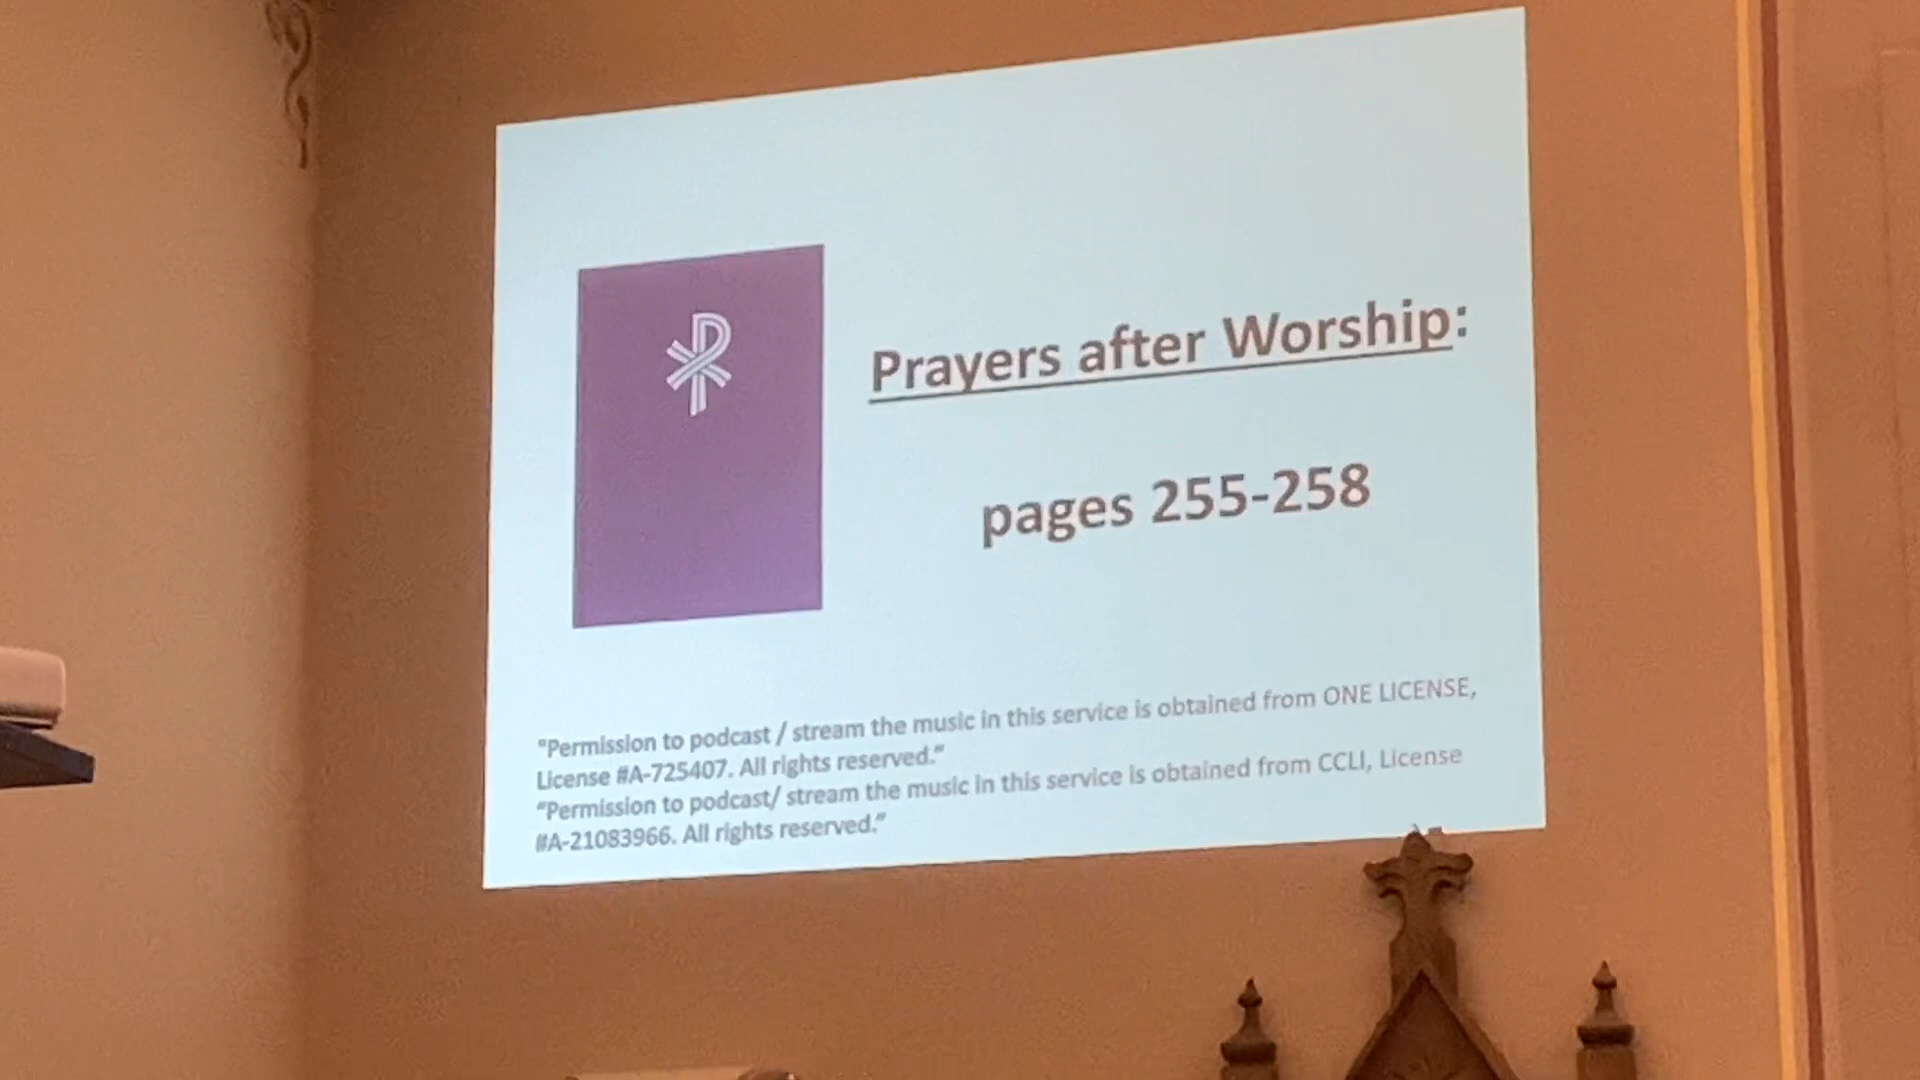 Prayers after Worship:
pages 255-258
"Permission to podcast / stream the music in this service is obtained from ONE LICENSE,
License #A-725407. All rights reserved."
"Permission to podcast/ stream the music in this service is obtained from CCLI, License
#A-21083966. All rights reserved."